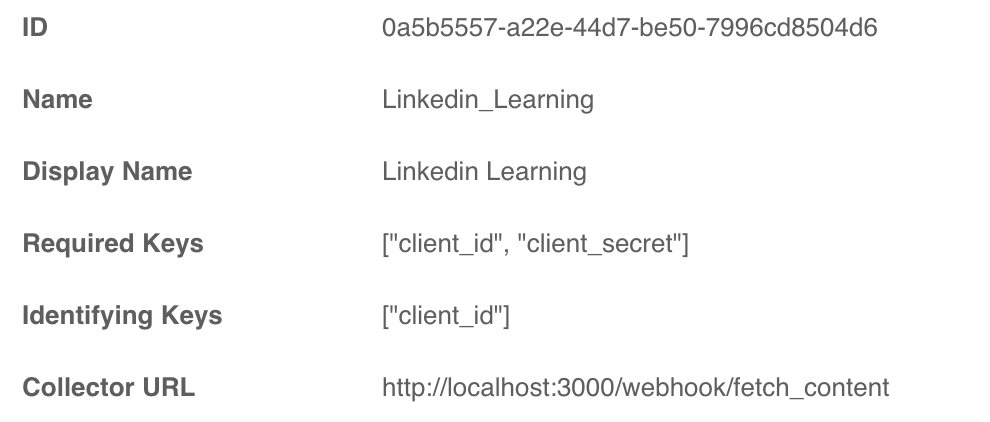 ID 0a5b5557-a22e-44d7-be50-7996cd8504d6
Name Linkedin_Learning
Display Name Linkedin Learning
Required Keys ["client_id", "client_secret"]
Identifying Keys ["client_id"]
Collector URL http://localhost:3000/webhook/fetch_content